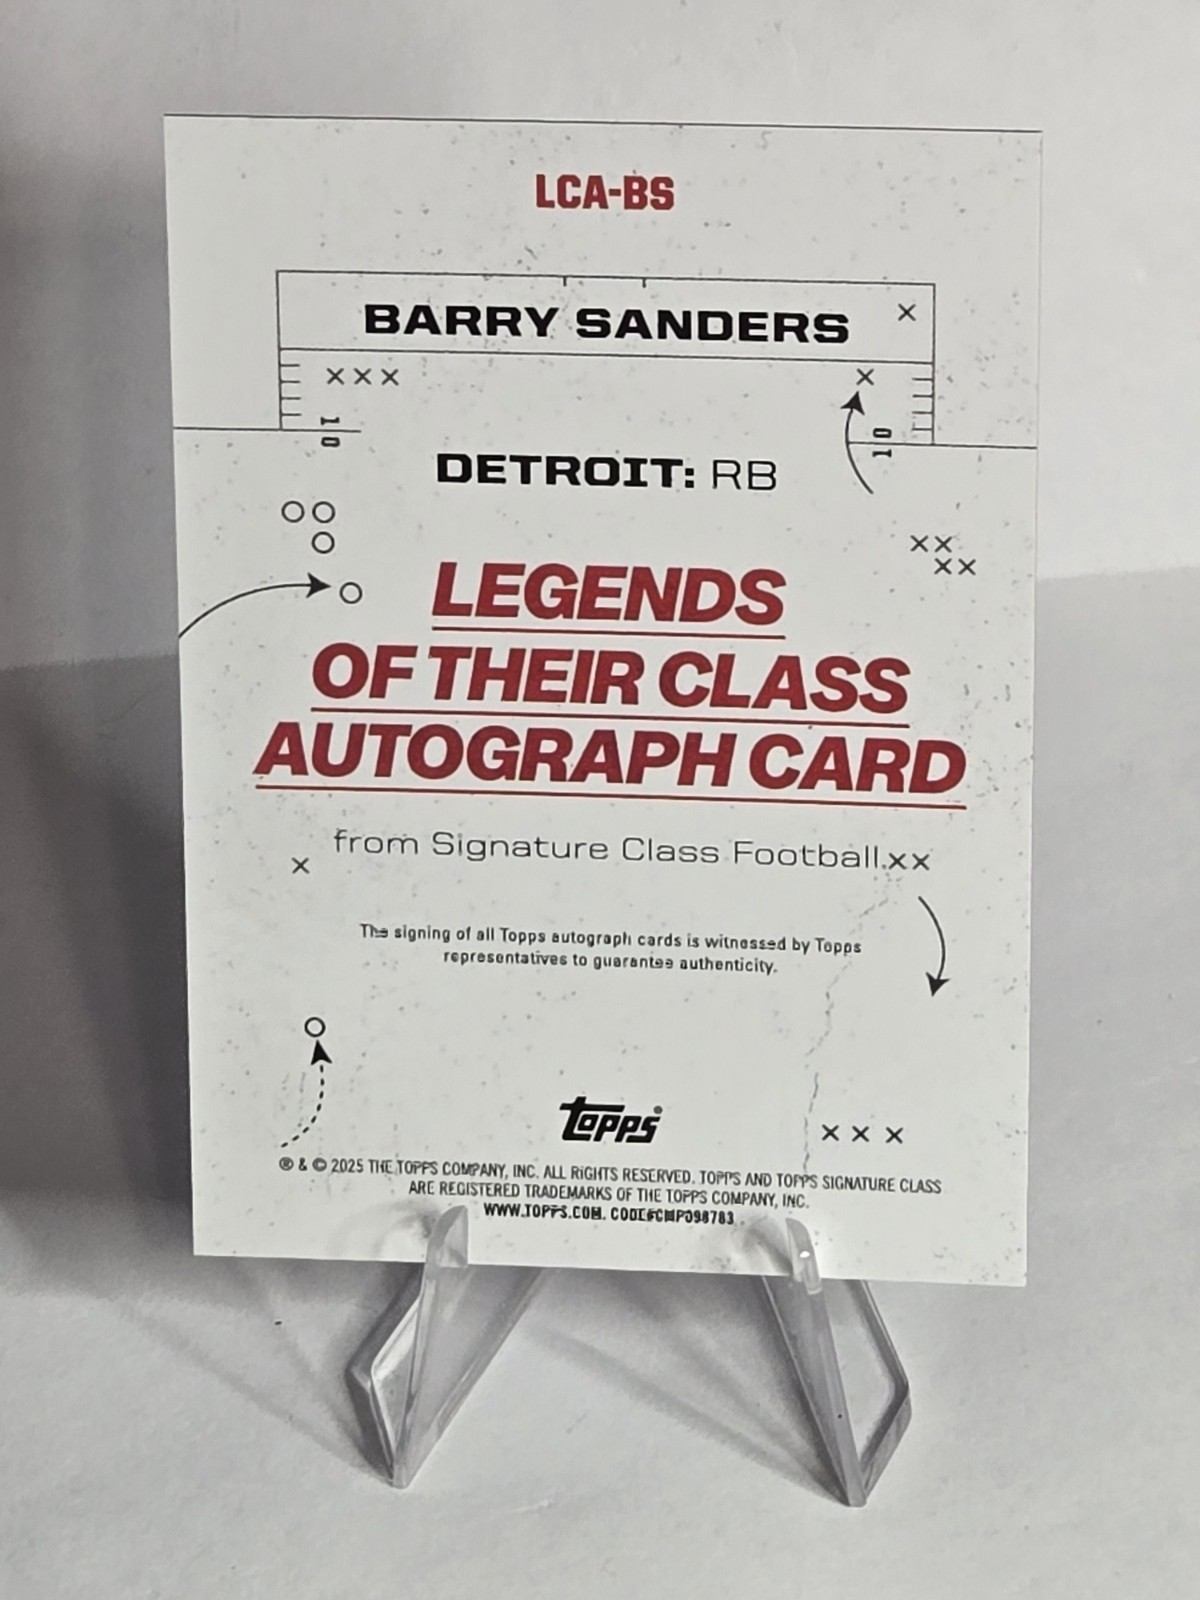 LCA-BS
BARRY SANDERS
10
10
DETROIT: RB
LEGENDS
OF THEIR CLASS
AUTOGRAPH CARD
from Signature Class Football.
The signing of all Topps autograph cards is witnessed by Topps
representatives to guarantee authenticity.
topps
® & © 2025 THE TOPPS COMPANY, INC. ALL RIGHTS RESERVED. TOPPS AND TOPPS SIGNATURE CLASS
ARE REGISTERED TRADEMARKS OF THE TOPPS COMPANY, INC.
WWW.TOPPS.COM. CODE#CMP098783